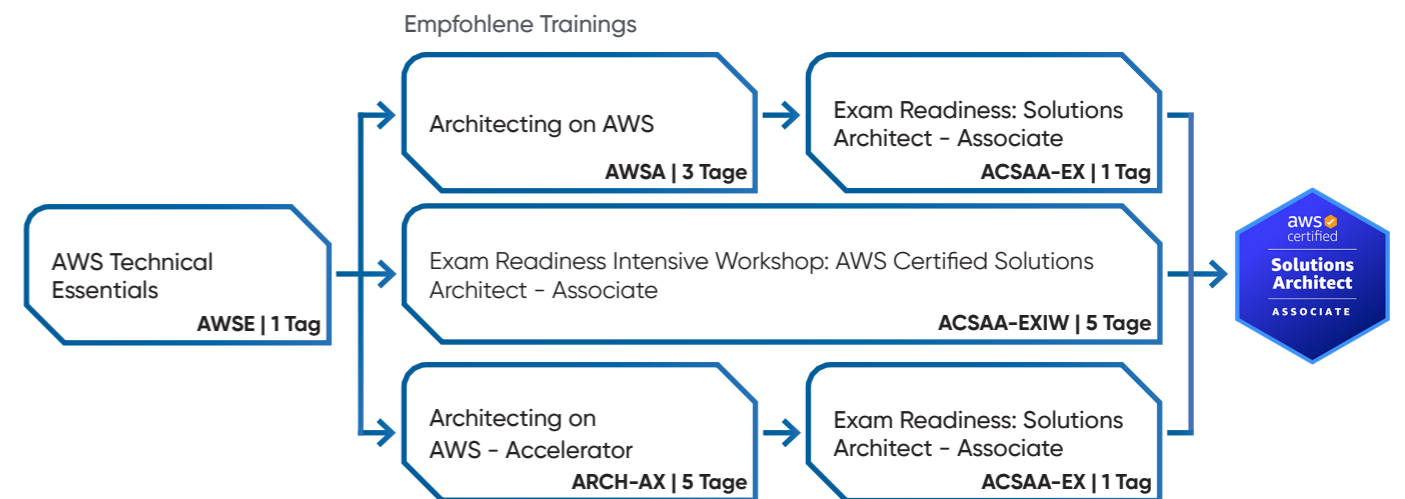 Empfohlene Trainings
Architecting on AWS
AWSA | 3 Tage
Exam Readiness: Solutions
Architect - Associate
ACSAA-EX | 1 Tag
AWS Technical
Essentials
AWSE | 1 Tag
Exam Readiness Intensive Workshop: AWS Certified Solutions
Architect - Associate
ACSAA-EXIW | 5 Tage
aws
certified
Solutions
Architect
ASSOCIATE
Architecting on
AWS - Accelerator
ARCH-AX | 5 Tage
Exam Readiness: Solutions
Architect - Associate
ACSAA-EX | 1 Tag